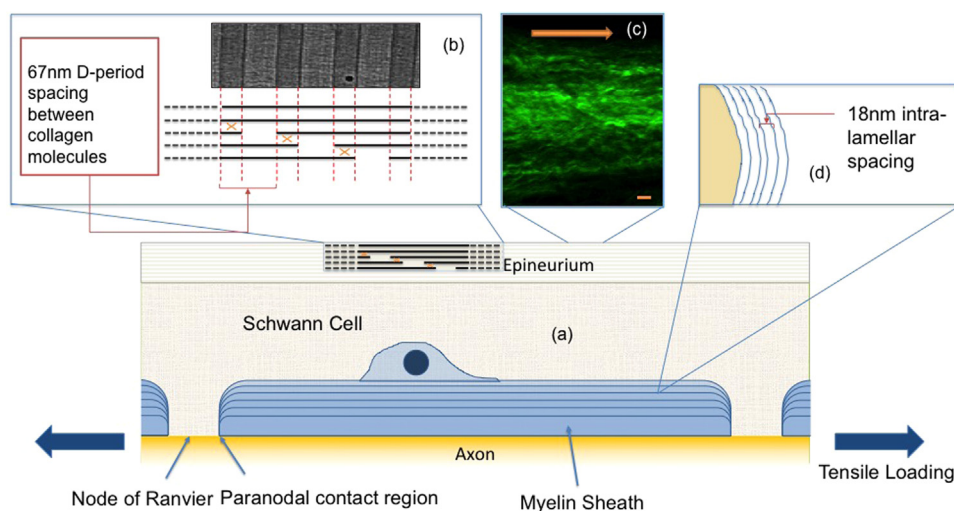 (b)
67nm D-period
spacing
between
collagen
molecules
(c)
18nm intra-
lamellar
spacing
(d)
Epineurium
Schwann Cell
(a)
Axon
Tensile Loading
Node of Ranvier
Paranodal contact region
Myelin Sheath